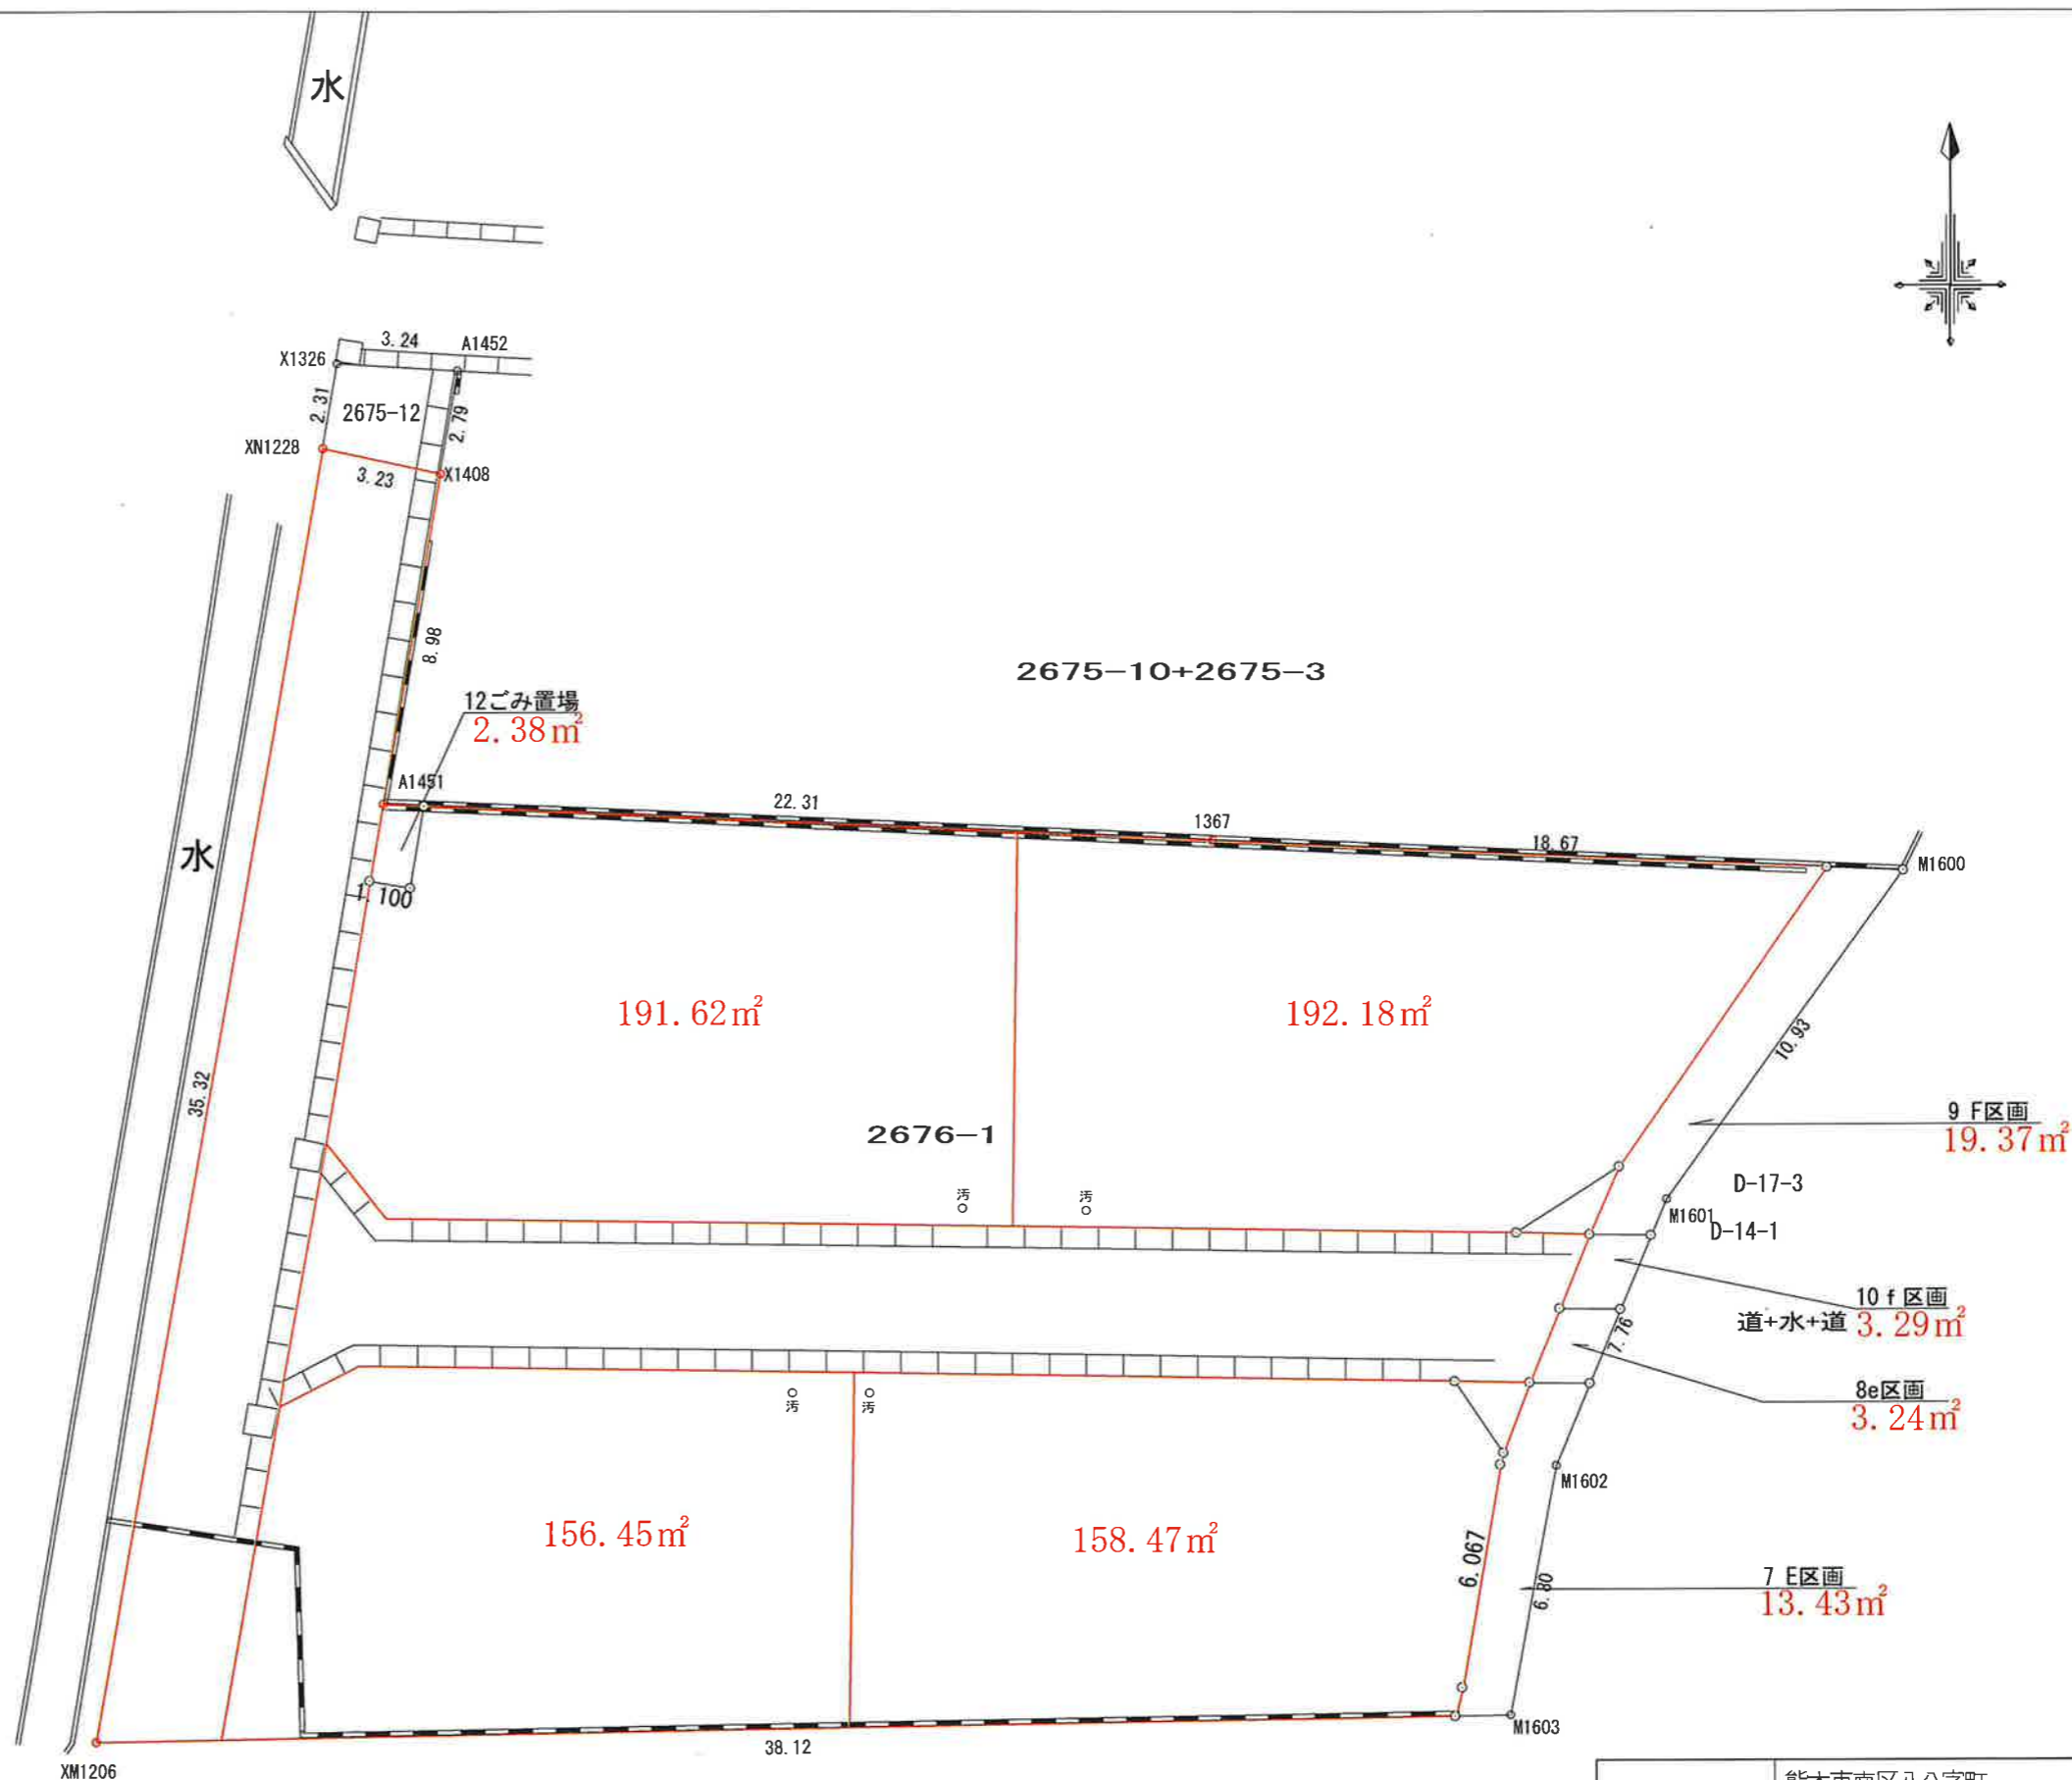 水
3.24
A1452
X1326
2.31
2675-12
2.79
XN1228
3.23
X1408
8.98
2675-10+2675-3
12ごみ置場
2.38㎡
A1451
22.31
1367
18.67
M1600
水
1.100
191.62㎡
192.18㎡
10.93
35.32
9 F区画
19.37㎡
2676-1
D-17-3
汚
汚
M1601
D-14-1
10 f 区画
道+水+道
3.29㎡
7.76
8e区画
3.24㎡
汚
汚
M1602
156.45㎡
158.47㎡
6.067
6.80
7 E区画
13.43㎡
M1603
38.12
XM1206